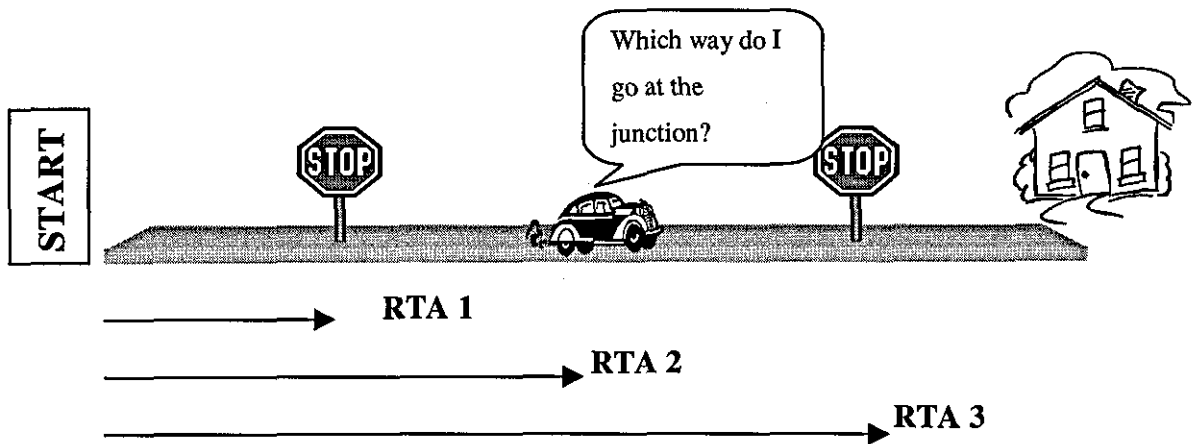 Which way do I
go at the
junction?
START
STOP
STOP
RTA 1
RTA 2
RTA 3